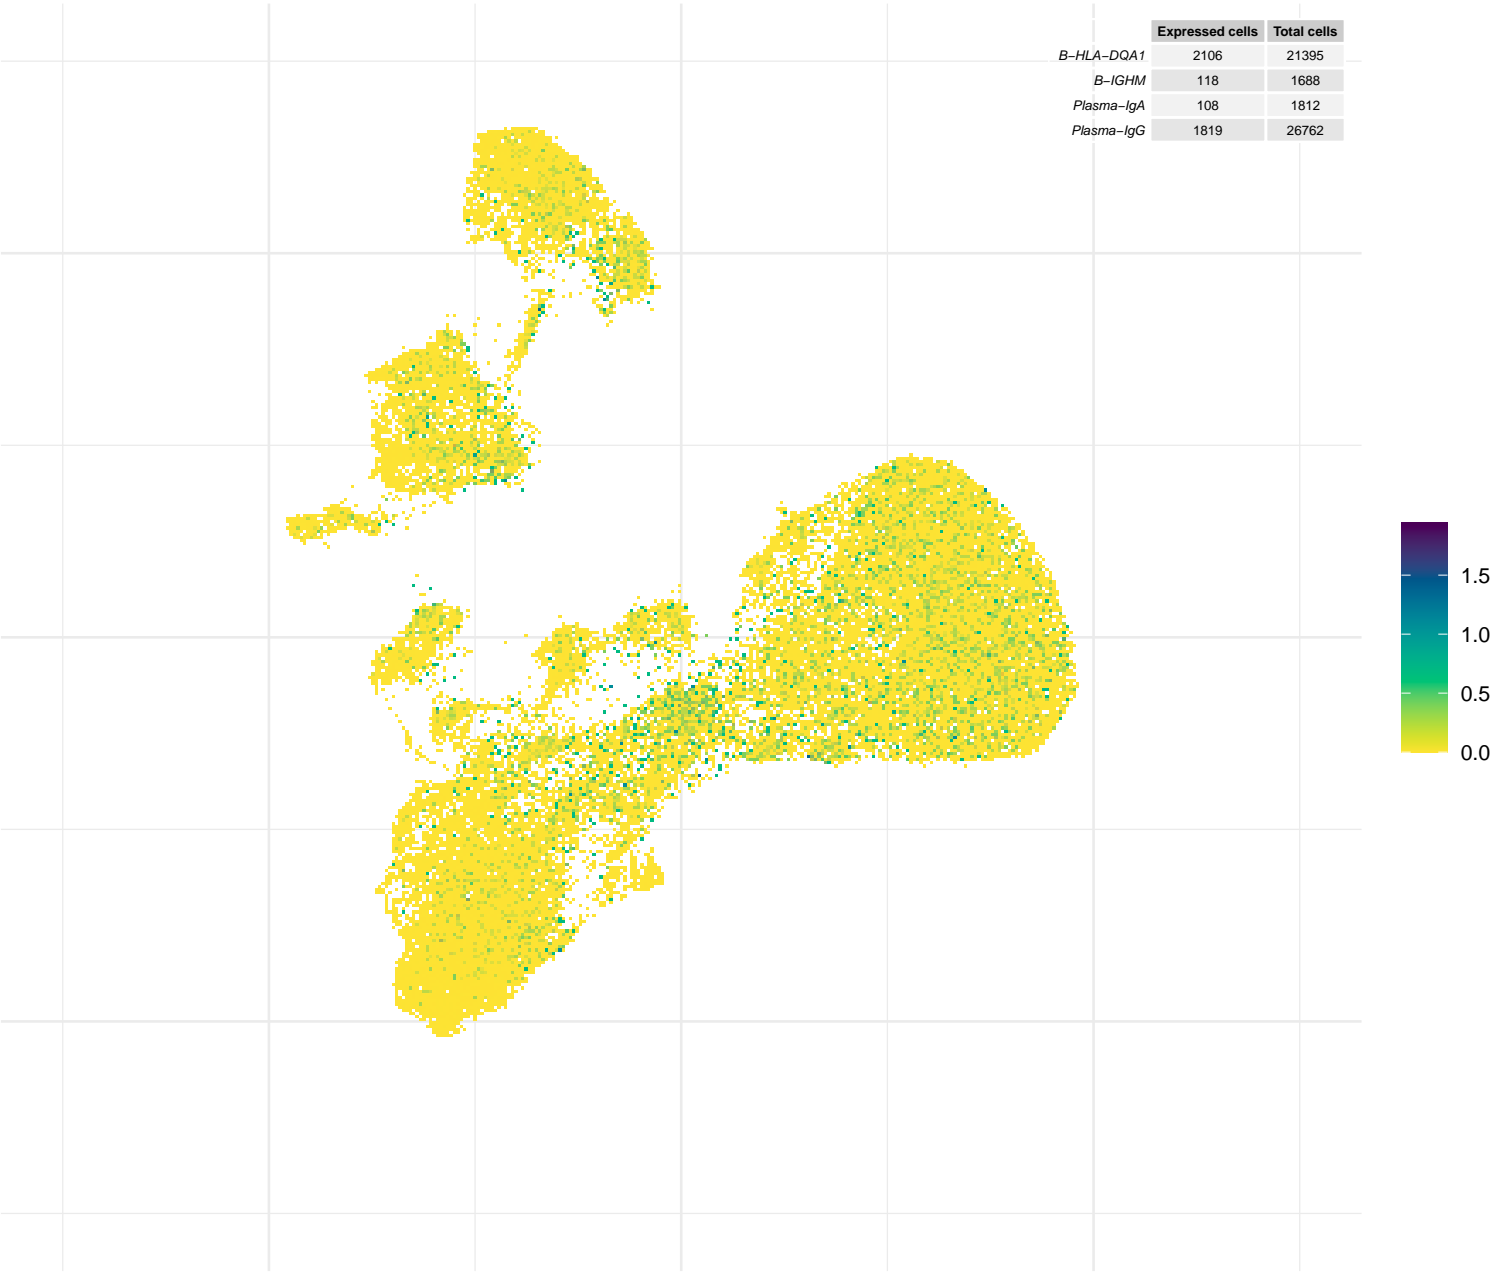 Expressed cells Total cells
B−HLA−DQA1 2106 21395
B−IGHM 118 1688
Plasma−IgA 108 1812
Plasma−IgG 1819 26762
1.5
1.0
0.5
0.0